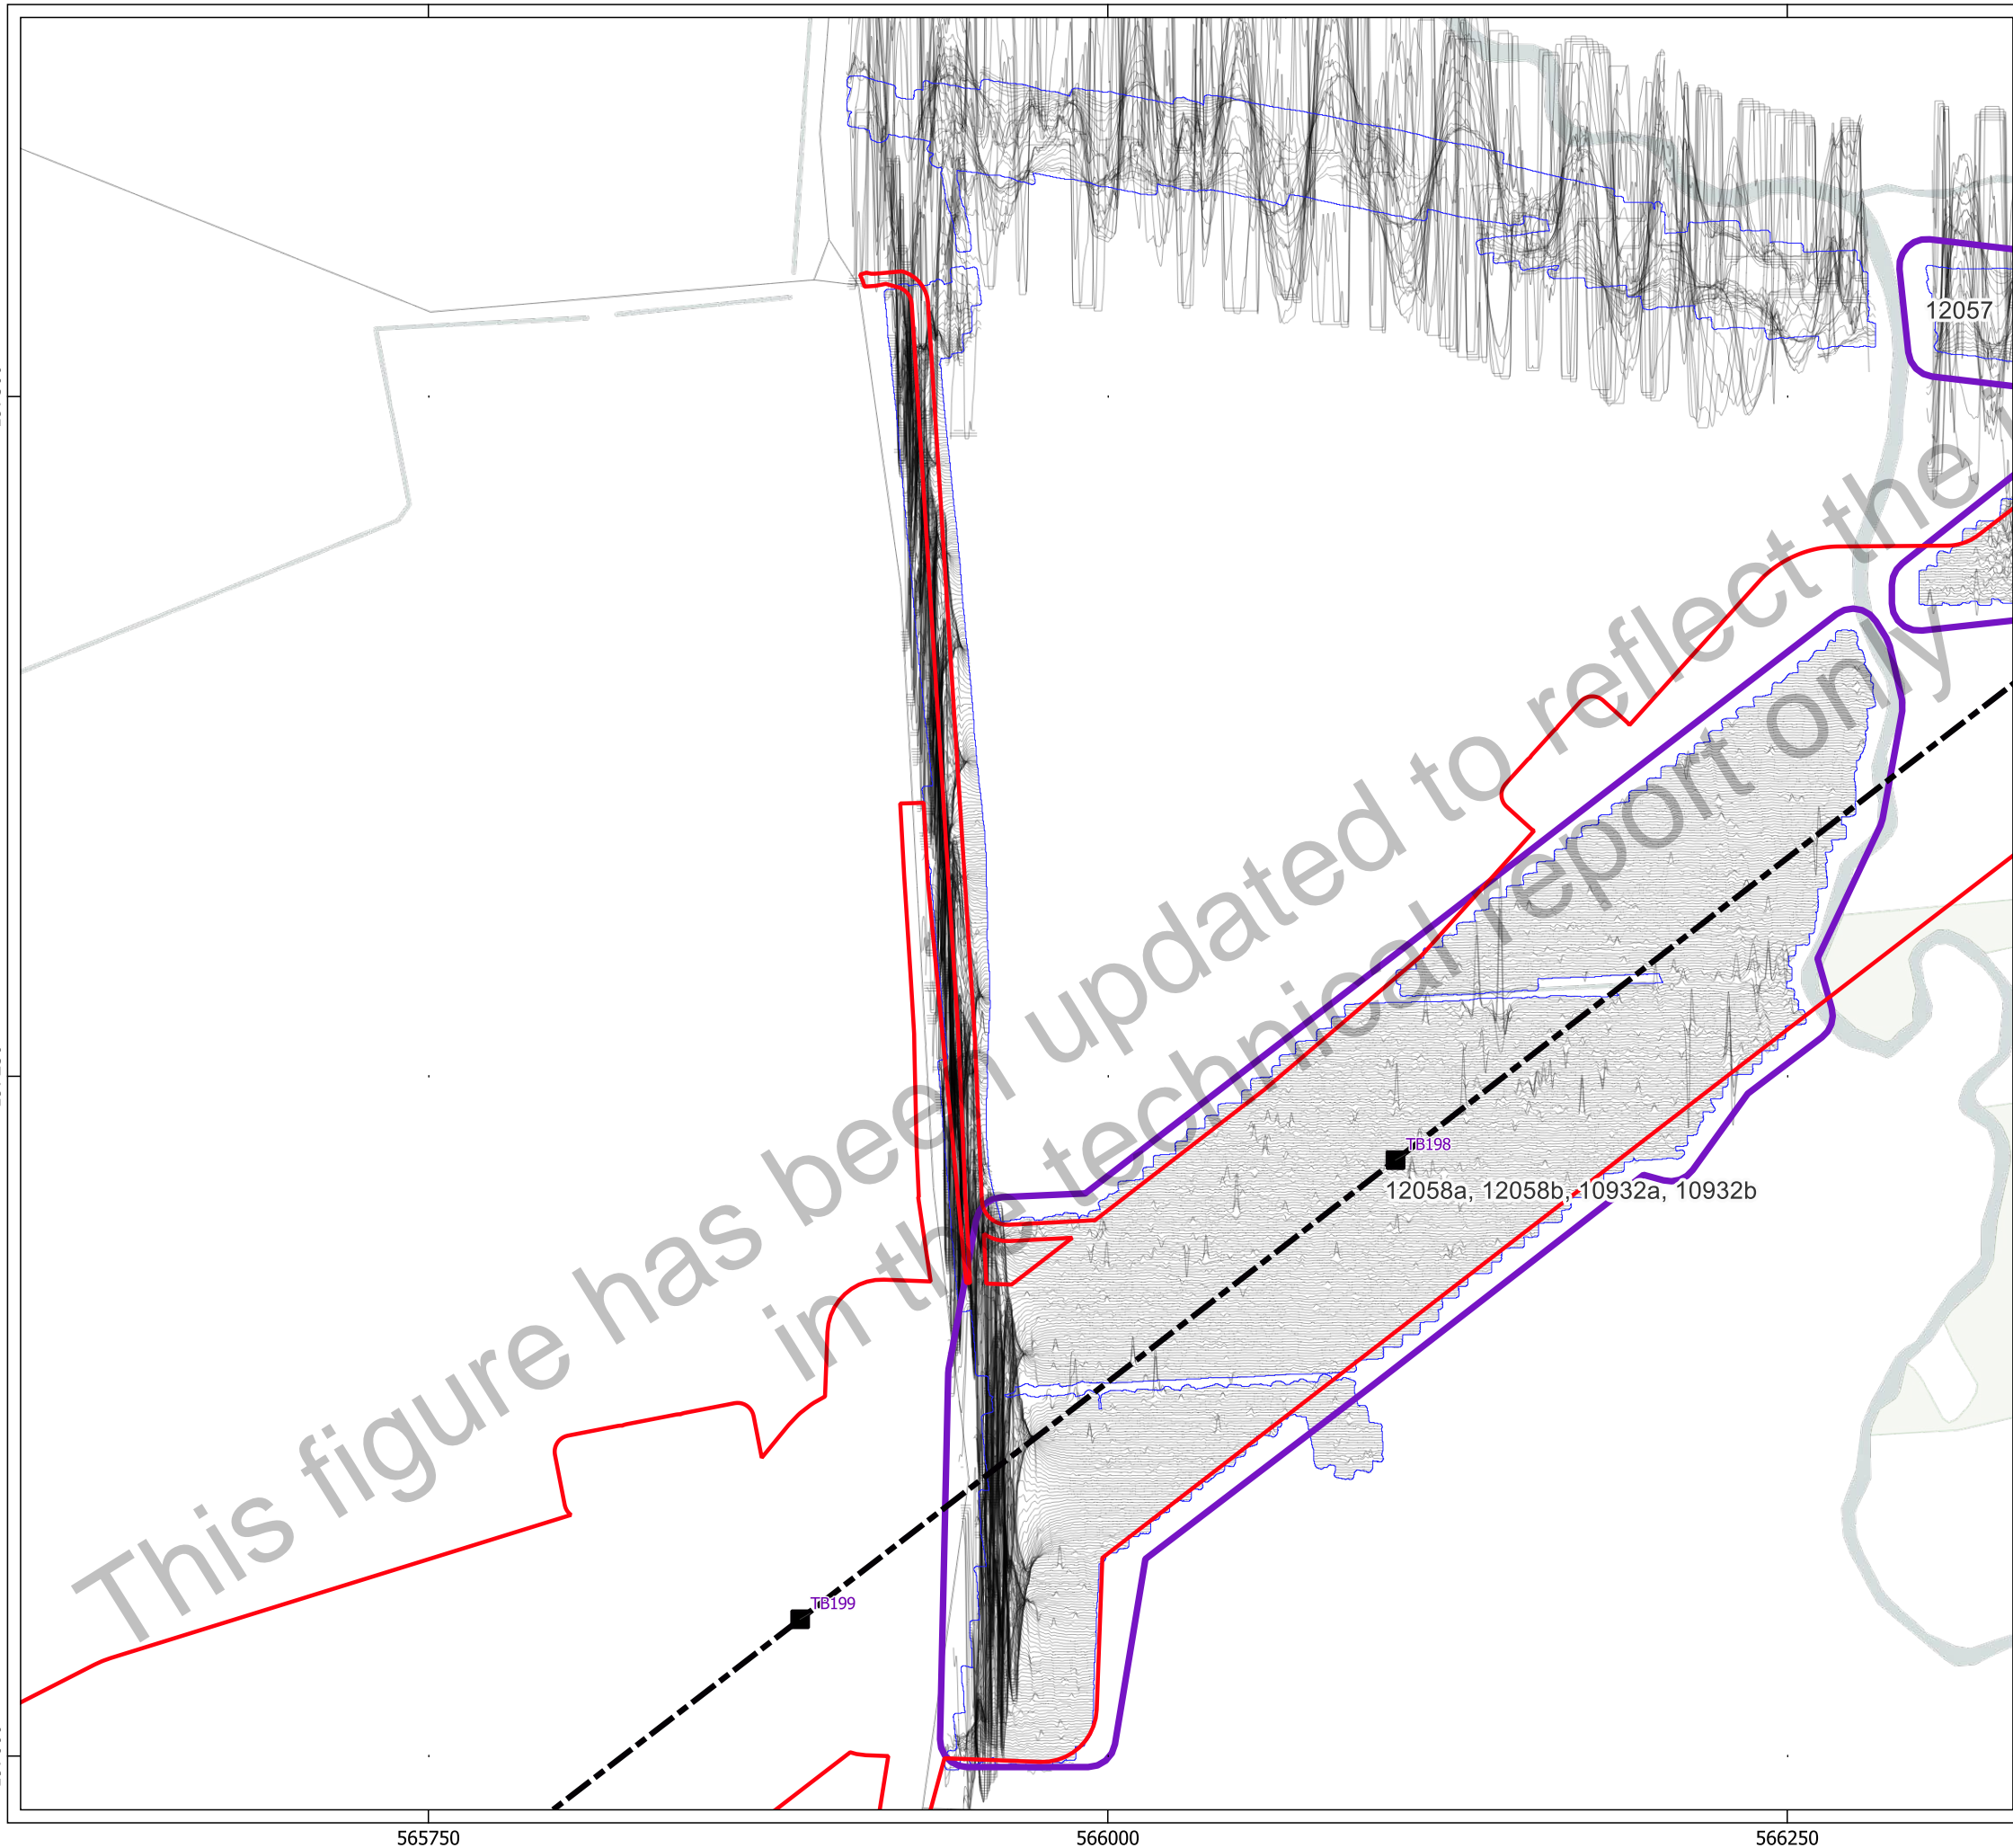 12057
This figure has been updated to reflect the
in the technical report only
TB198
12058a, 12058b, 10932a, 10932b
TB199
565750
566000
566250